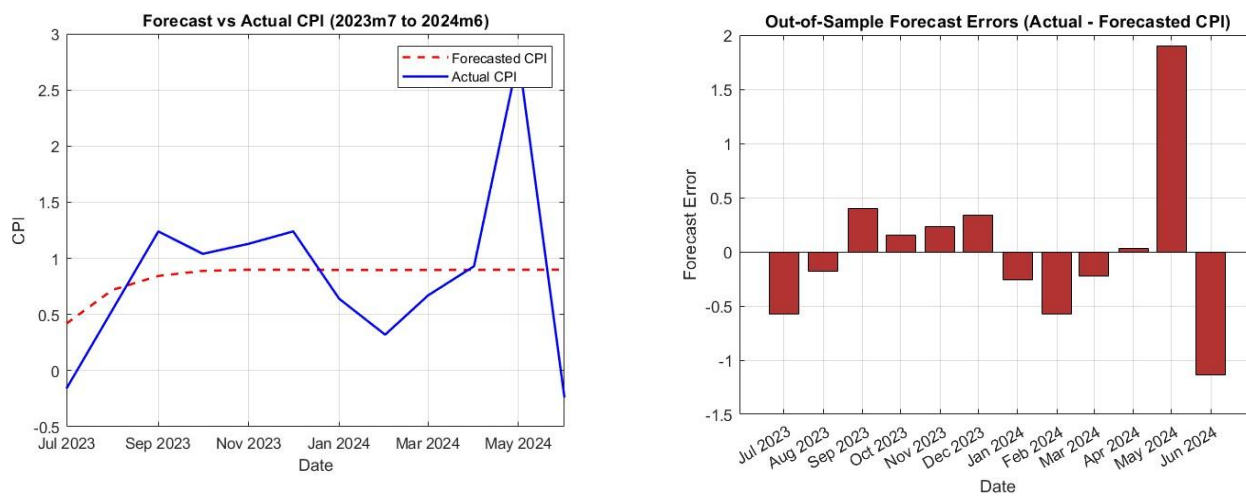 Forecast vs Actual CPI (2023m7 to 2024m6)
3
2.5
2
1.5
1
0.5
0
-0.5
CPI
Forecasted CPI
Actual CPI
Jul 2023 Sep 2023 Nov 2023 Jan 2024 Mar 2024 May 2024
Date
Out-of-Sample Forecast Errors (Actual - Forecasted CPI)
2
1.5
1
0.5
0
-0.5
-1
-1.5
Forecast Error
Jul 2023 Aug 2023 Sep 2023 Oct 2023 Nov 2023 Dec 2023 Jan 2024 Feb 2024 Mar 2024 Apr 2024 May 2024 Jun 2024
Date